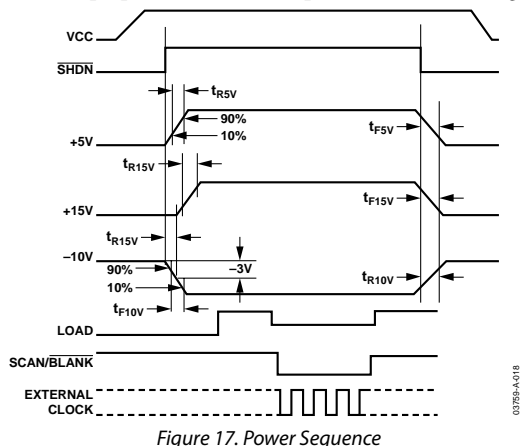 VCC
SHDN
tR5V
90%
10%
+5V
tF5V
tR15V
+15V
tF15V
tR15V
–10V
90%
–3V
10%
tR10V
tF10V
LOAD
SCAN/BLANK
EXTERNAL
CLOCK
03759-A-018
Figure 17. Power Sequence